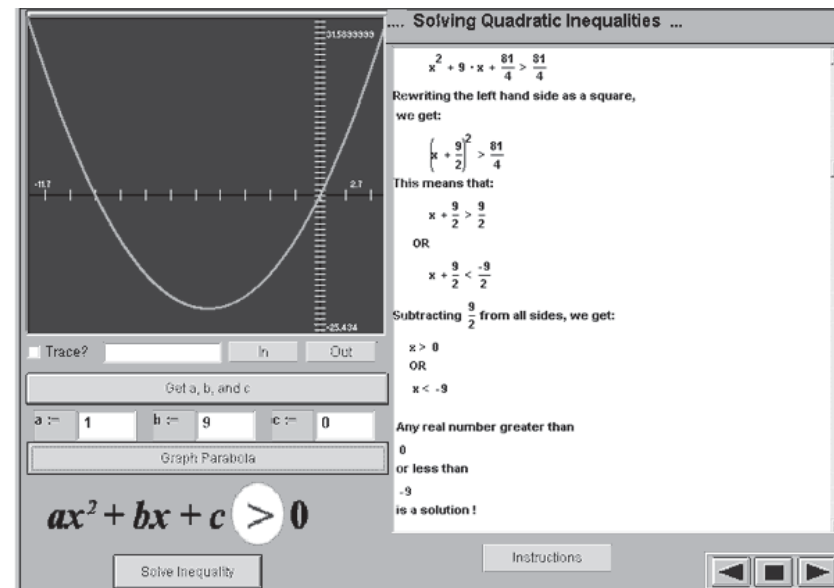 .... Solving Quadratic Inequalities ...
31.5899999
-11.7
2.7
-25.434
Trace?
In
Out
Get a, b, and c
a := 1 b := 9 c := 0
Graph Parabola
ax² + bx + c > 0
Solve Inequality
x² + 9 · x + 81/4 > 81/4
Rewriting the left hand side as a square,
we get:
(x + 9/2)² > 81/4
This means that:
x + 9/2 > 9/2
OR
x + 9/2 < -9/2
Subtracting 9/2 from all sides, we get:
x > 0
OR
x < -9
Any real number greater than
0
or less than
-9
is a solution !
Instructions